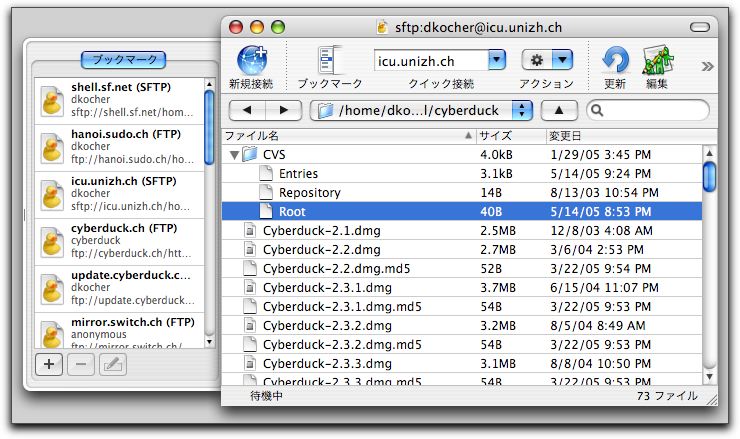 sftp:dkocher@icu.unizh.ch
新規接続
ブックマーク
icu.unizh.ch
クイック接続
アクション
更新
編集
/home/dko...l/cyberduck
ファイル名 サイズ 変更日
CVS 4.0kB 1/29/05 3:45 PM
Entries 3.1kB 5/14/05 9:24 PM
Repository 14B 8/13/03 10:54 PM
Root 40B 5/14/05 8:53 PM
Cyberduck-2.1.dmg 2.5MB 12/8/03 4:08 AM
Cyberduck-2.2.dmg 2.7MB 3/6/04 2:53 PM
Cyberduck-2.2.dmg.md5 52B 3/22/05 9:54 PM
Cyberduck-2.3.1.dmg 3.7MB 6/15/04 11:07 PM
Cyberduck-2.3.1.dmg.md5 54B 3/22/05 9:53 PM
Cyberduck-2.3.2.dmg 3.2MB 8/5/04 8:49 AM
Cyberduck-2.3.2.dmg.md5 54B 3/22/05 9:53 PM
Cyberduck-2.3.3.dmg 3.1MB 8/8/04 10:50 PM
Cyberduck-2.3.3.dmg.md5 54B 3/22/05 9:53 PM
待機中 73 ファイル
ブックマーク
shell.sf.net (SFTP)
dkocher
sftp://shell.sf.net/hom...
hanoi.sudo.ch (FTP)
dkocher
ftp://hanoi.sudo.ch/ho...
icu.unizh.ch (SFTP)
dkocher
sftp://icu.unizh.ch/ho...
cyberduck.ch (FTP)
cyberduck
ftp://cyberduck.ch/htt...
update.cyberduck.c...
dkocher
ftp://update.cyberduck...
mirror.switch.ch (FTP)
anonymous
ftp://mirror.switch.ch/